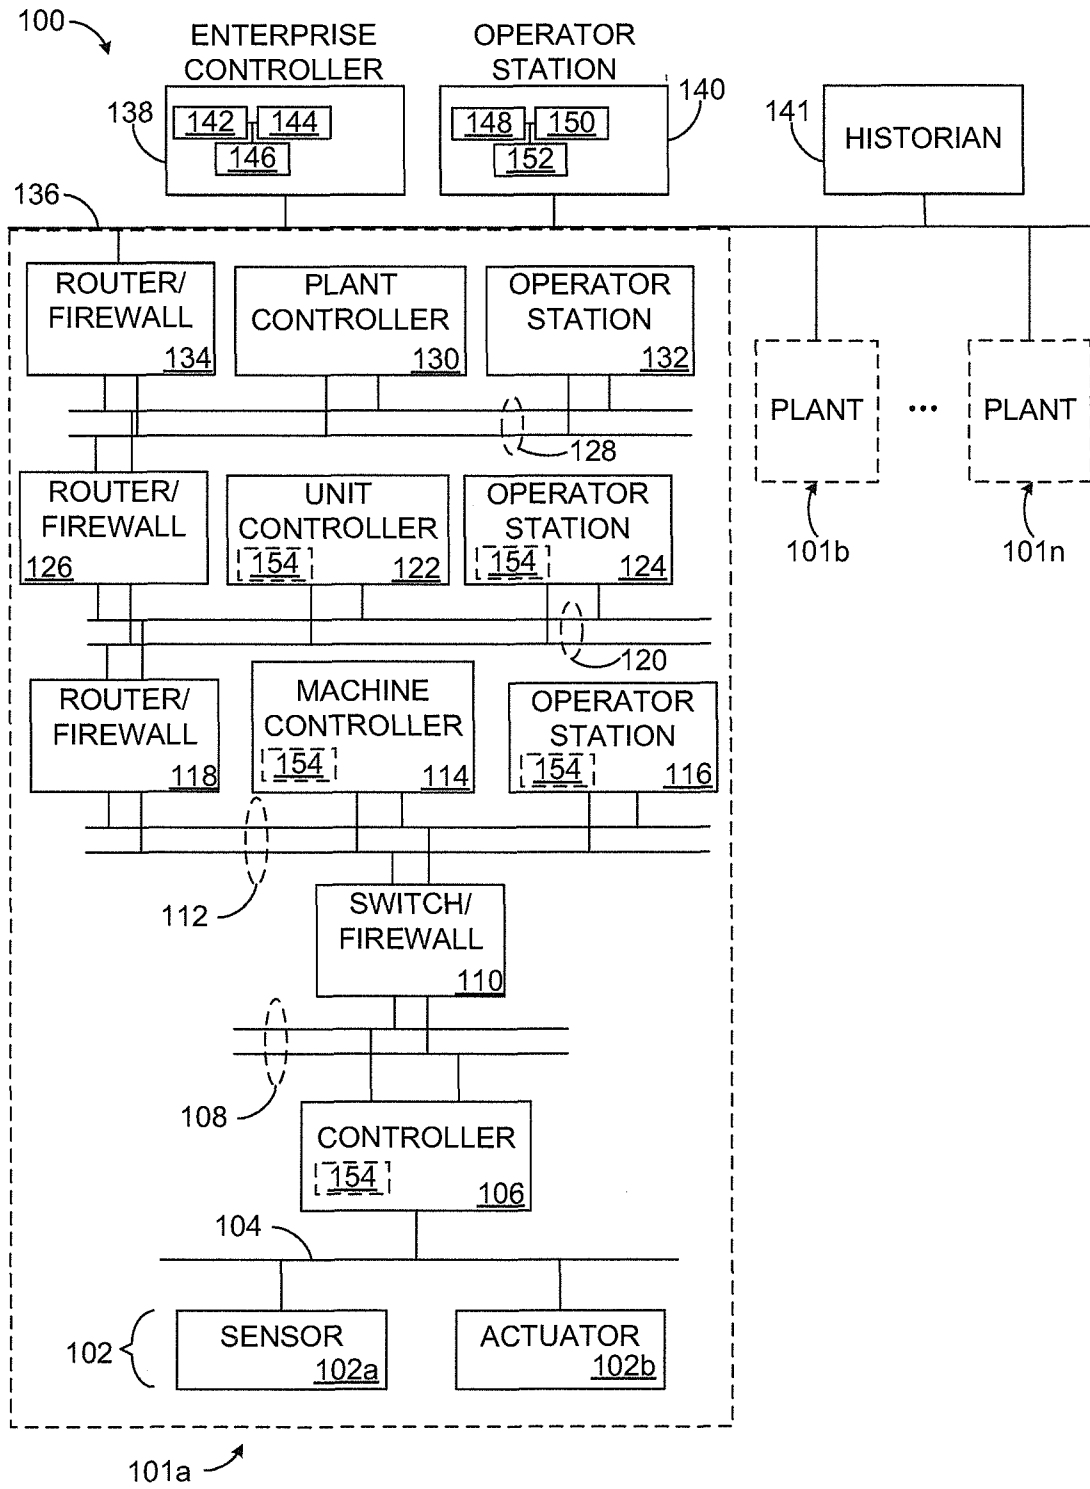 100
ENTERPRISE
CONTROLLER
OPERATOR
STATION
138
142
144
146
148
150
152
140
141
HISTORIAN
136
ROUTER/
FIREWALL
134
PLANT
CONTROLLER
130
OPERATOR
STATION
132
128
PLANT
...
PLANT
101b
101n
ROUTER/
FIREWALL
126
UNIT
CONTROLLER
154
122
OPERATOR
STATION
154
124
120
ROUTER/
FIREWALL
118
MACHINE
CONTROLLER
154
114
OPERATOR
STATION
154
116
112
SWITCH/
FIREWALL
110
108
CONTROLLER
154
106
104
102
SENSOR
102a
ACTUATOR
102b
101a